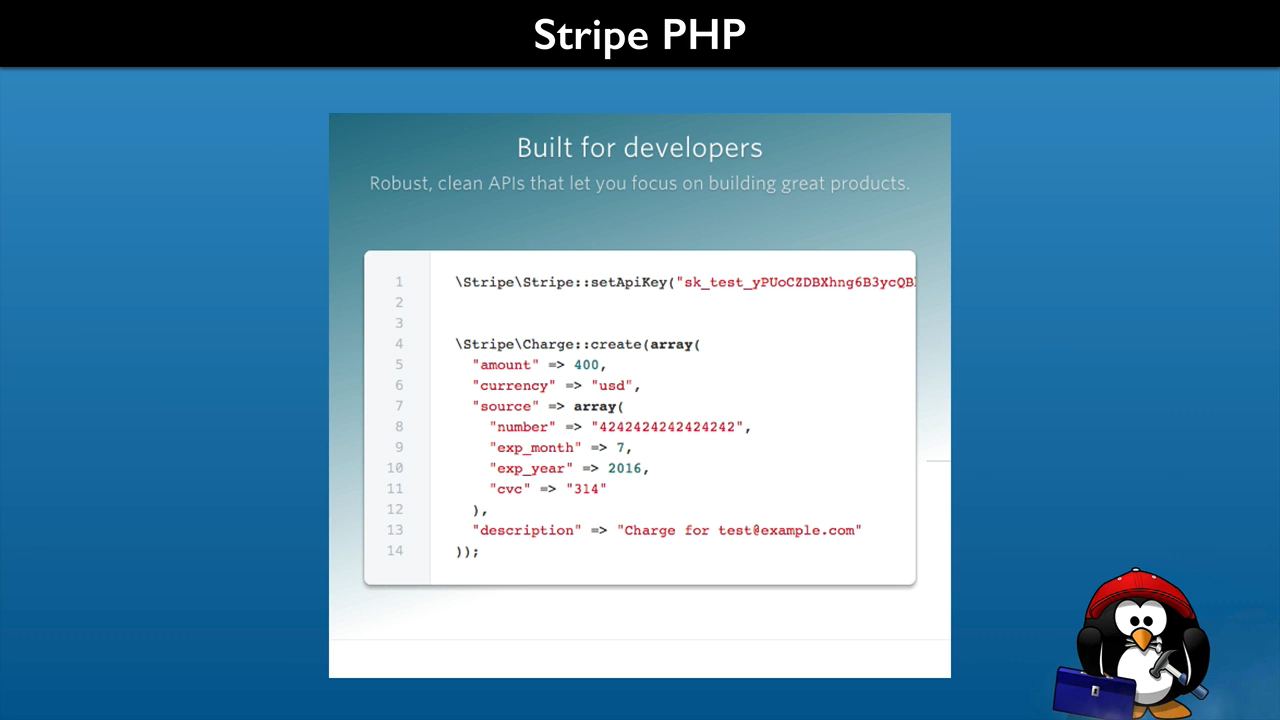 Stripe PHP
Built for developers
Robust, clean APIs that let you focus on building great products.
1 \Stripe\Stripe::setApiKey("sk_test_yPUoCZDBXhng6B3ycQB
2
3
4 \Stripe\Charge::create(array(
5 "amount" => 400,
6 "currency" => "usd",
7 "source" => array(
8 "number" => "4242424242424242",
9 "exp_month" => 7,
10 "exp_year" => 2016,
11 "cvc" => "314"
12 ),
13 "description" => "Charge for test@example.com"
14 ));